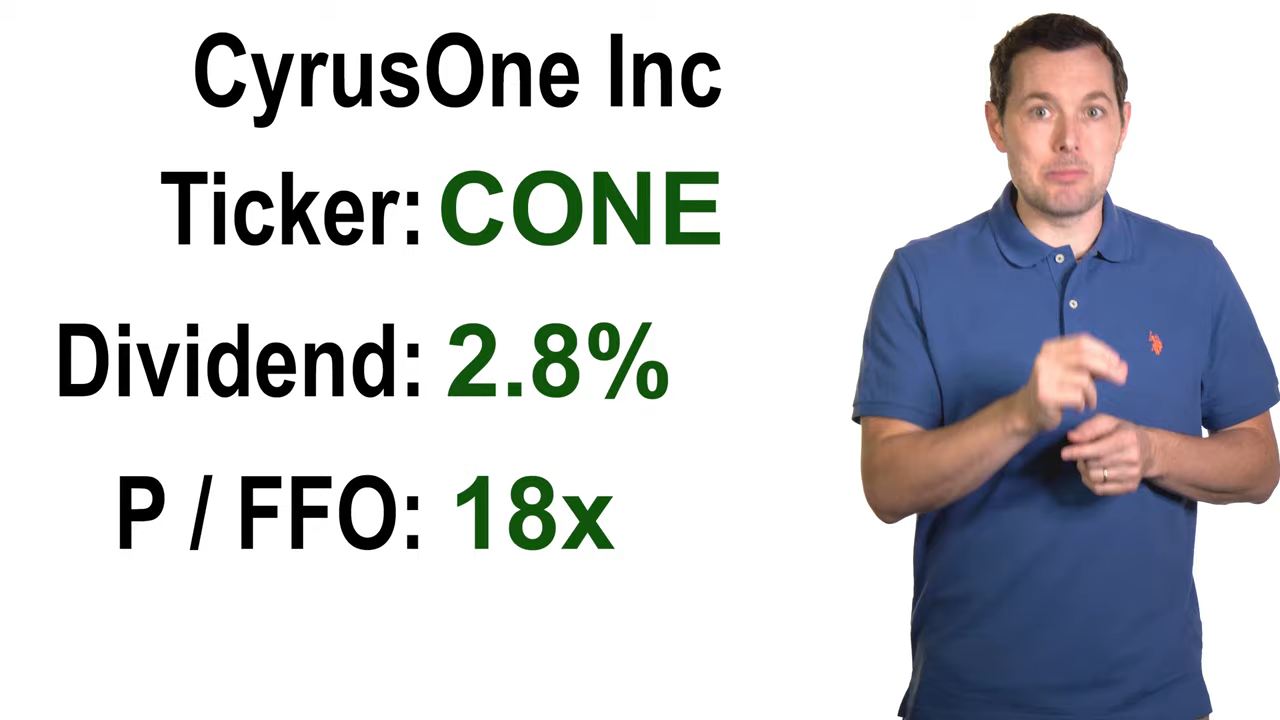 CyrusOne Inc
Ticker: CONE
Dividend: 2.8%
P / FFO: 18x